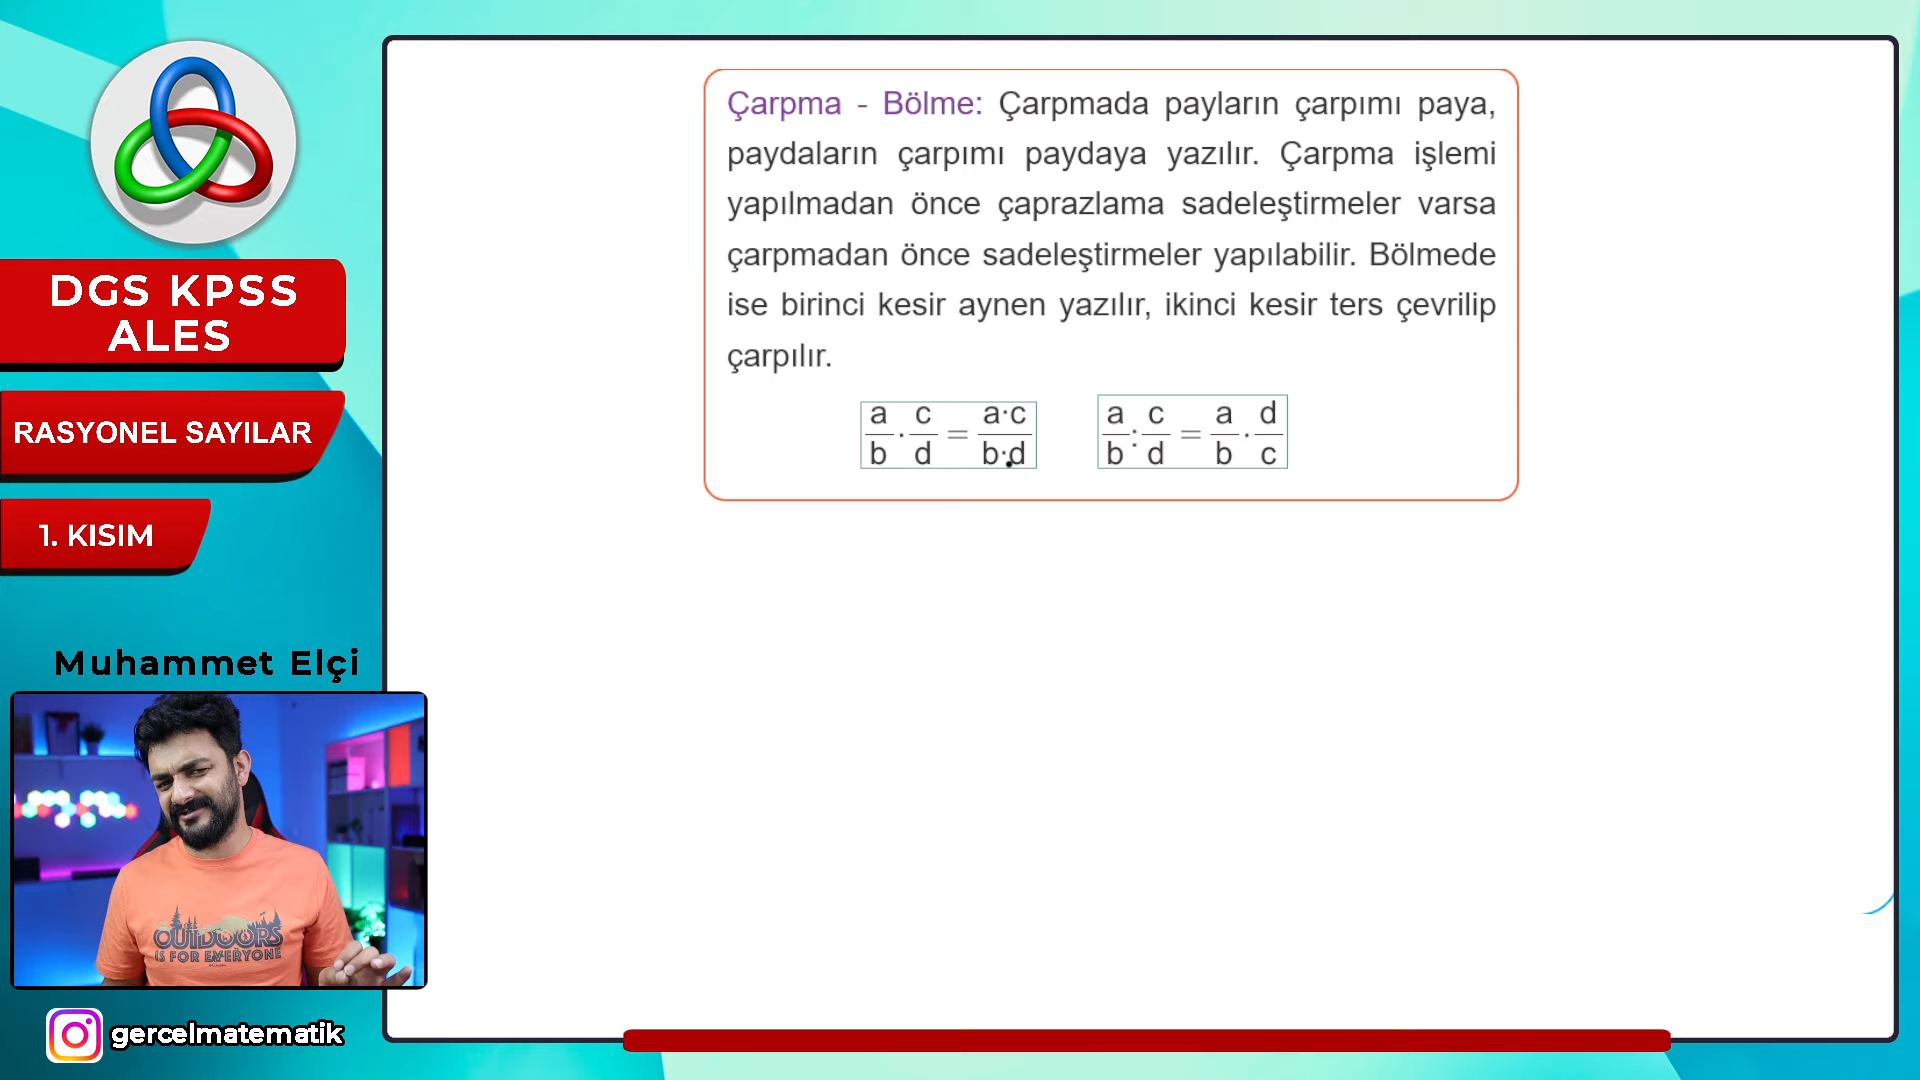 DGS KPSS
ALES
RASYONEL SAYILAR
1. KISIM
Muhammet Elçi
OUTDOORS
IS FOR EVERYONE
gercelmatematik
Çarpma - Bölme: Çarpmada payların çarpımı paya,
paydaların çarpımı paydaya yazılır. Çarpma işlemi
yapılmadan önce çaprazlama sadeleştirmeler varsa
çarpmadan önce sadeleştirmeler yapılabilir. Bölmede
ise birinci kesir aynen yazılır, ikinci kesir ters çevrilip
çarpılır.
a/b · c/d = a·c/b·d
a/b : c/d = a/b · d/c